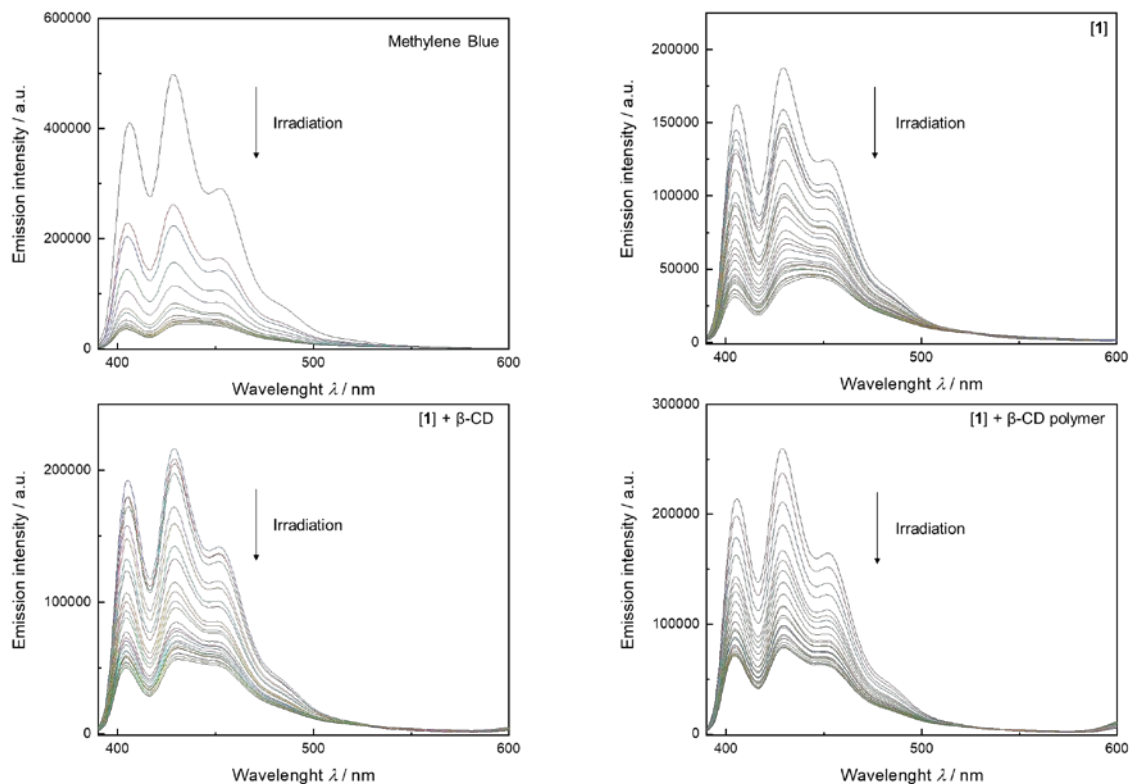 600000
400000
200000
0
Emission intensity / a.u.
Methylene Blue
Irradiation
400
500
600
Wavelenght λ / nm
200000
150000
100000
50000
0
Emission intensity / a.u.
[1]
Irradiation
400
500
600
Wavelenght λ / nm
200000
100000
0
Emission intensity / a.u.
[1] + β-CD
Irradiation
400
500
600
Wavelenght λ / nm
300000
200000
100000
0
Emission intensity / a.u.
[1] + β-CD polymer
Irradiation
400
500
600
Wavelenght λ / nm